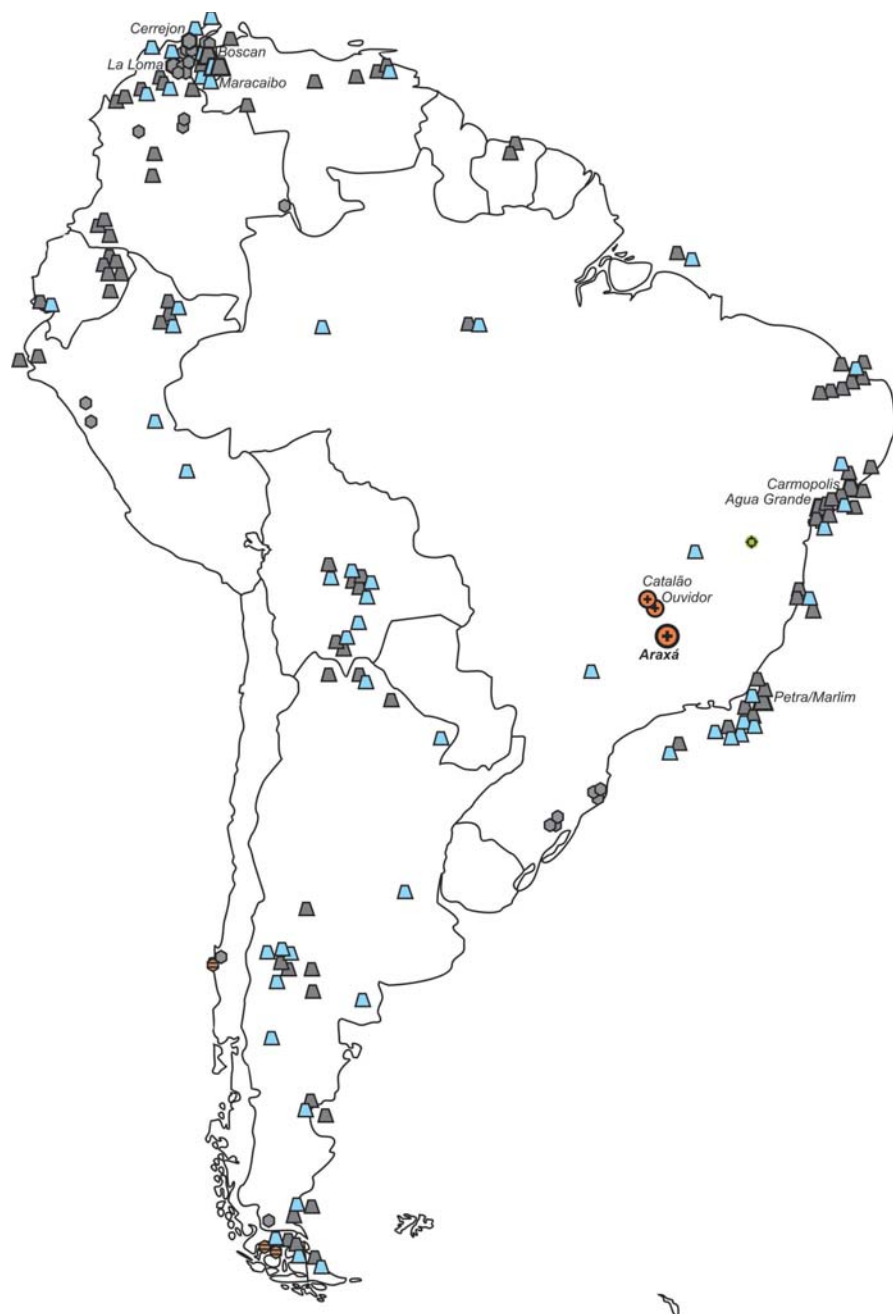 Cerrejon
Boscan
La Loma
Maracaibo
Carmopolis
Agua Grande
Catalão
Ouvidor
Araxá
Petra/Marlim